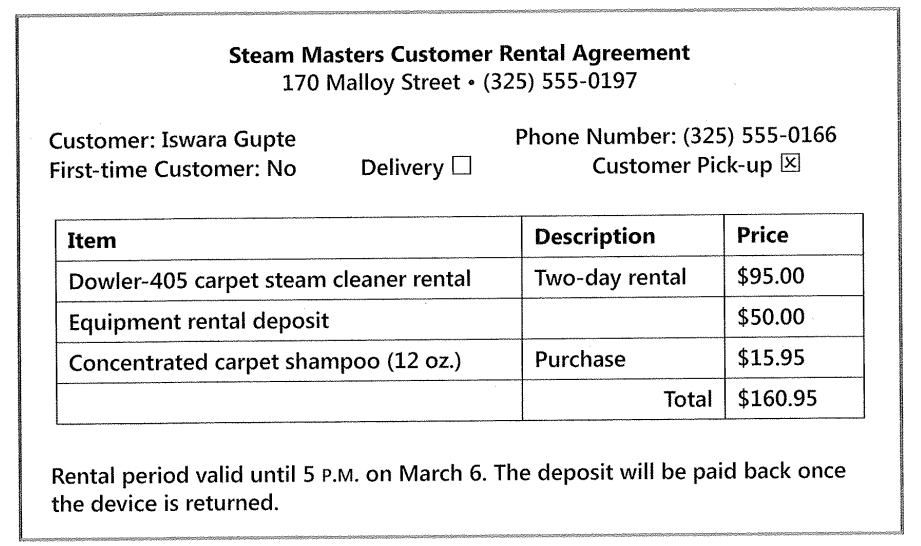 Steam Masters Customer Rental Agreement
170 Malloy Street • (325) 555-0197
Customer: Iswara Gupte
Phone Number: (325) 555-0166
First-time Customer: No Delivery ☐ Customer Pick-up ☒
Item Description Price
Dowler-405 carpet steam cleaner rental Two-day rental $95.00
Equipment rental deposit $50.00
Concentrated carpet shampoo (12 oz.) Purchase $15.95
Total $160.95
Rental period valid until 5 P.M. on March 6. The deposit will be paid back once
the device is returned.